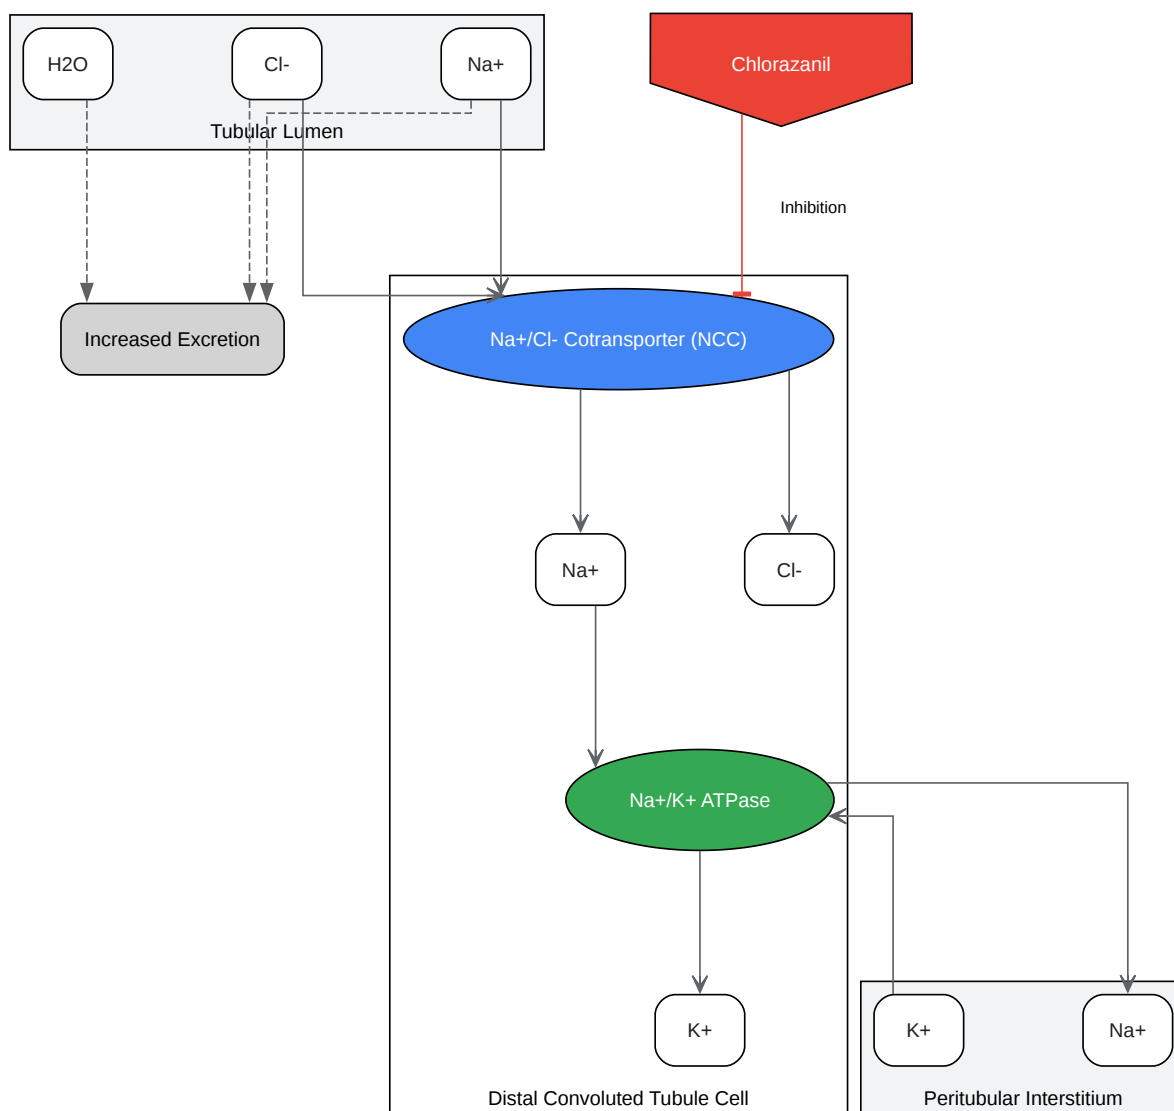 H2O
Cl-
Na+
Chlorazanil
Tubular Lumen
Inhibition
Increased Excretion
Na+/Cl- Cotransporter (NCC)
Na+
Cl-
Na+/K+ ATPase
K+
K+
Na+
Distal Convoluted Tubule Cell
Peritubular Interstitium